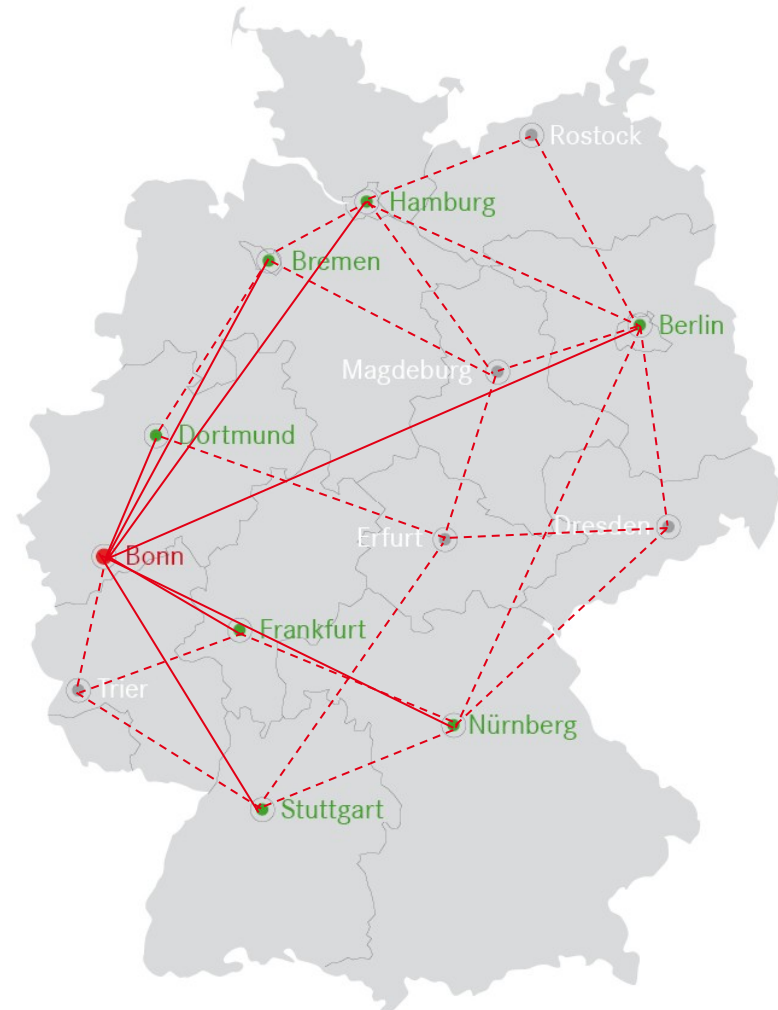 Rostock
Hamburg
Bremen
Berlin
Magdeburg
Dortmund
Erfurt
Dresden
Bonn
Frankfurt
Trier
Nürnberg
Stuttgart